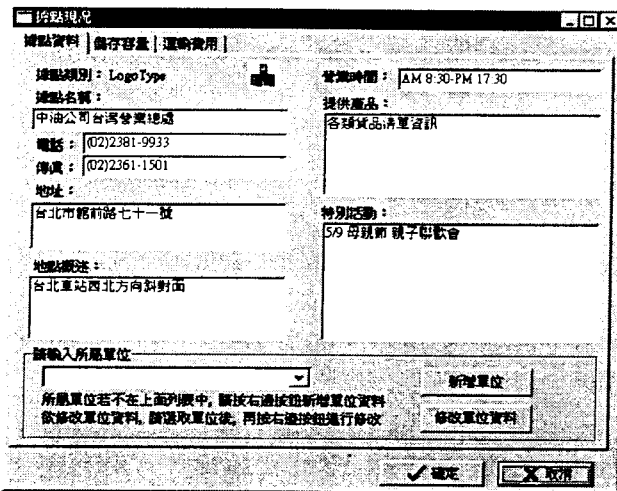 據點現況
據點資料 儲存容量 運輸費用
據點類別：LogoType
據點名稱：
中油公司台灣營業總處
電話：(02)2381-9933
傳真：(02)2361-1501
地址：
台北市館前路七十一號
地點概述：
台北車站西北方向斜對面
營業時間：AM 8:30-PM 17:30
提供產品：
各類貨品清單資訊
特別活動：
5/9 母親節 親子聯歡會
請輸入所屬單位
所屬單位若不在上面列表中, 請按右邊按鈕新增單位資料
欲修改單位資料, 請選取單位後, 再按右邊按鈕進行修改
新增單位
修改單位資料
確定 取消